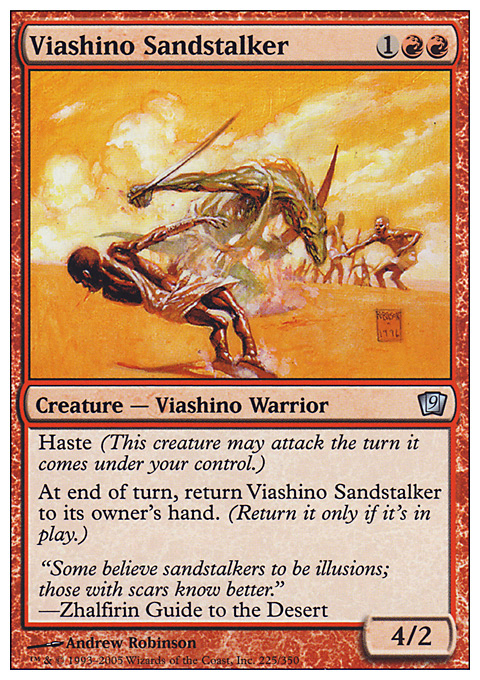 Viashino Sandstalker 1
1996
Creature — Viashino Warrior 9
Haste (This creature may attack the turn it
comes under your control.)
At end of turn, return Viashino Sandstalker
to its owner's hand. (Return it only if it's in
play.)
“Some believe sandstalkers to be illusions;
those with scars know better.”
—Zhalfirin Guide to the Desert
Andrew Robinson
4/2
™ & © 1993–2005 Wizards of the Coast, Inc. 225/350